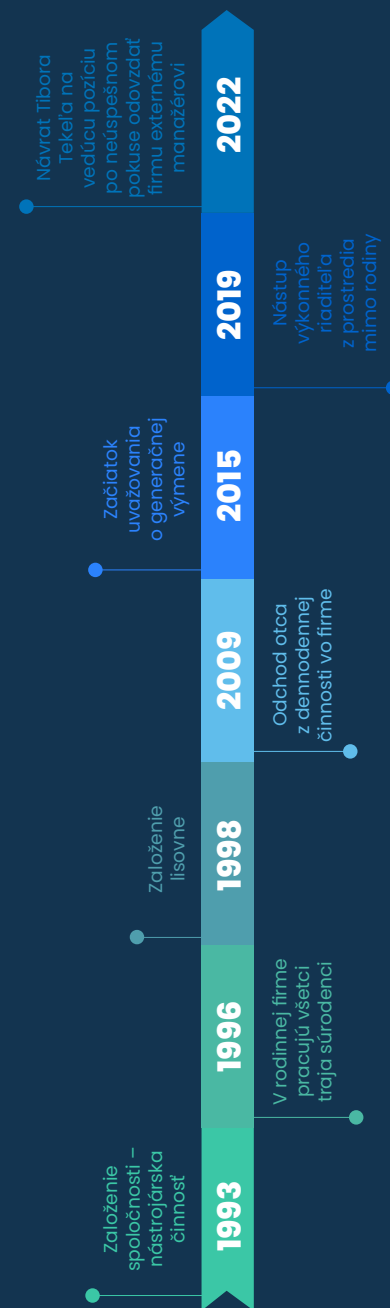 1993
Založenie
spoločnosti –
nástrojárska
činnosť
1996
V rodinnej firme
pracujú všetci
traja súrodenci
1998
Založenie
lisovne
2009
Odchod otca
z dennodennej
činnosti vo firme
2015
Začiatok
uvažovania
o generačnej
výmene
2019
Nástup
výkonného
riaditeľa
z prostredia
mimo rodiny
2022
Návrat Tibora
Tekeľa na
vedúcu pozíciu
po neúspešnom
pokuse odovzdať
firmu externému
manažérovi